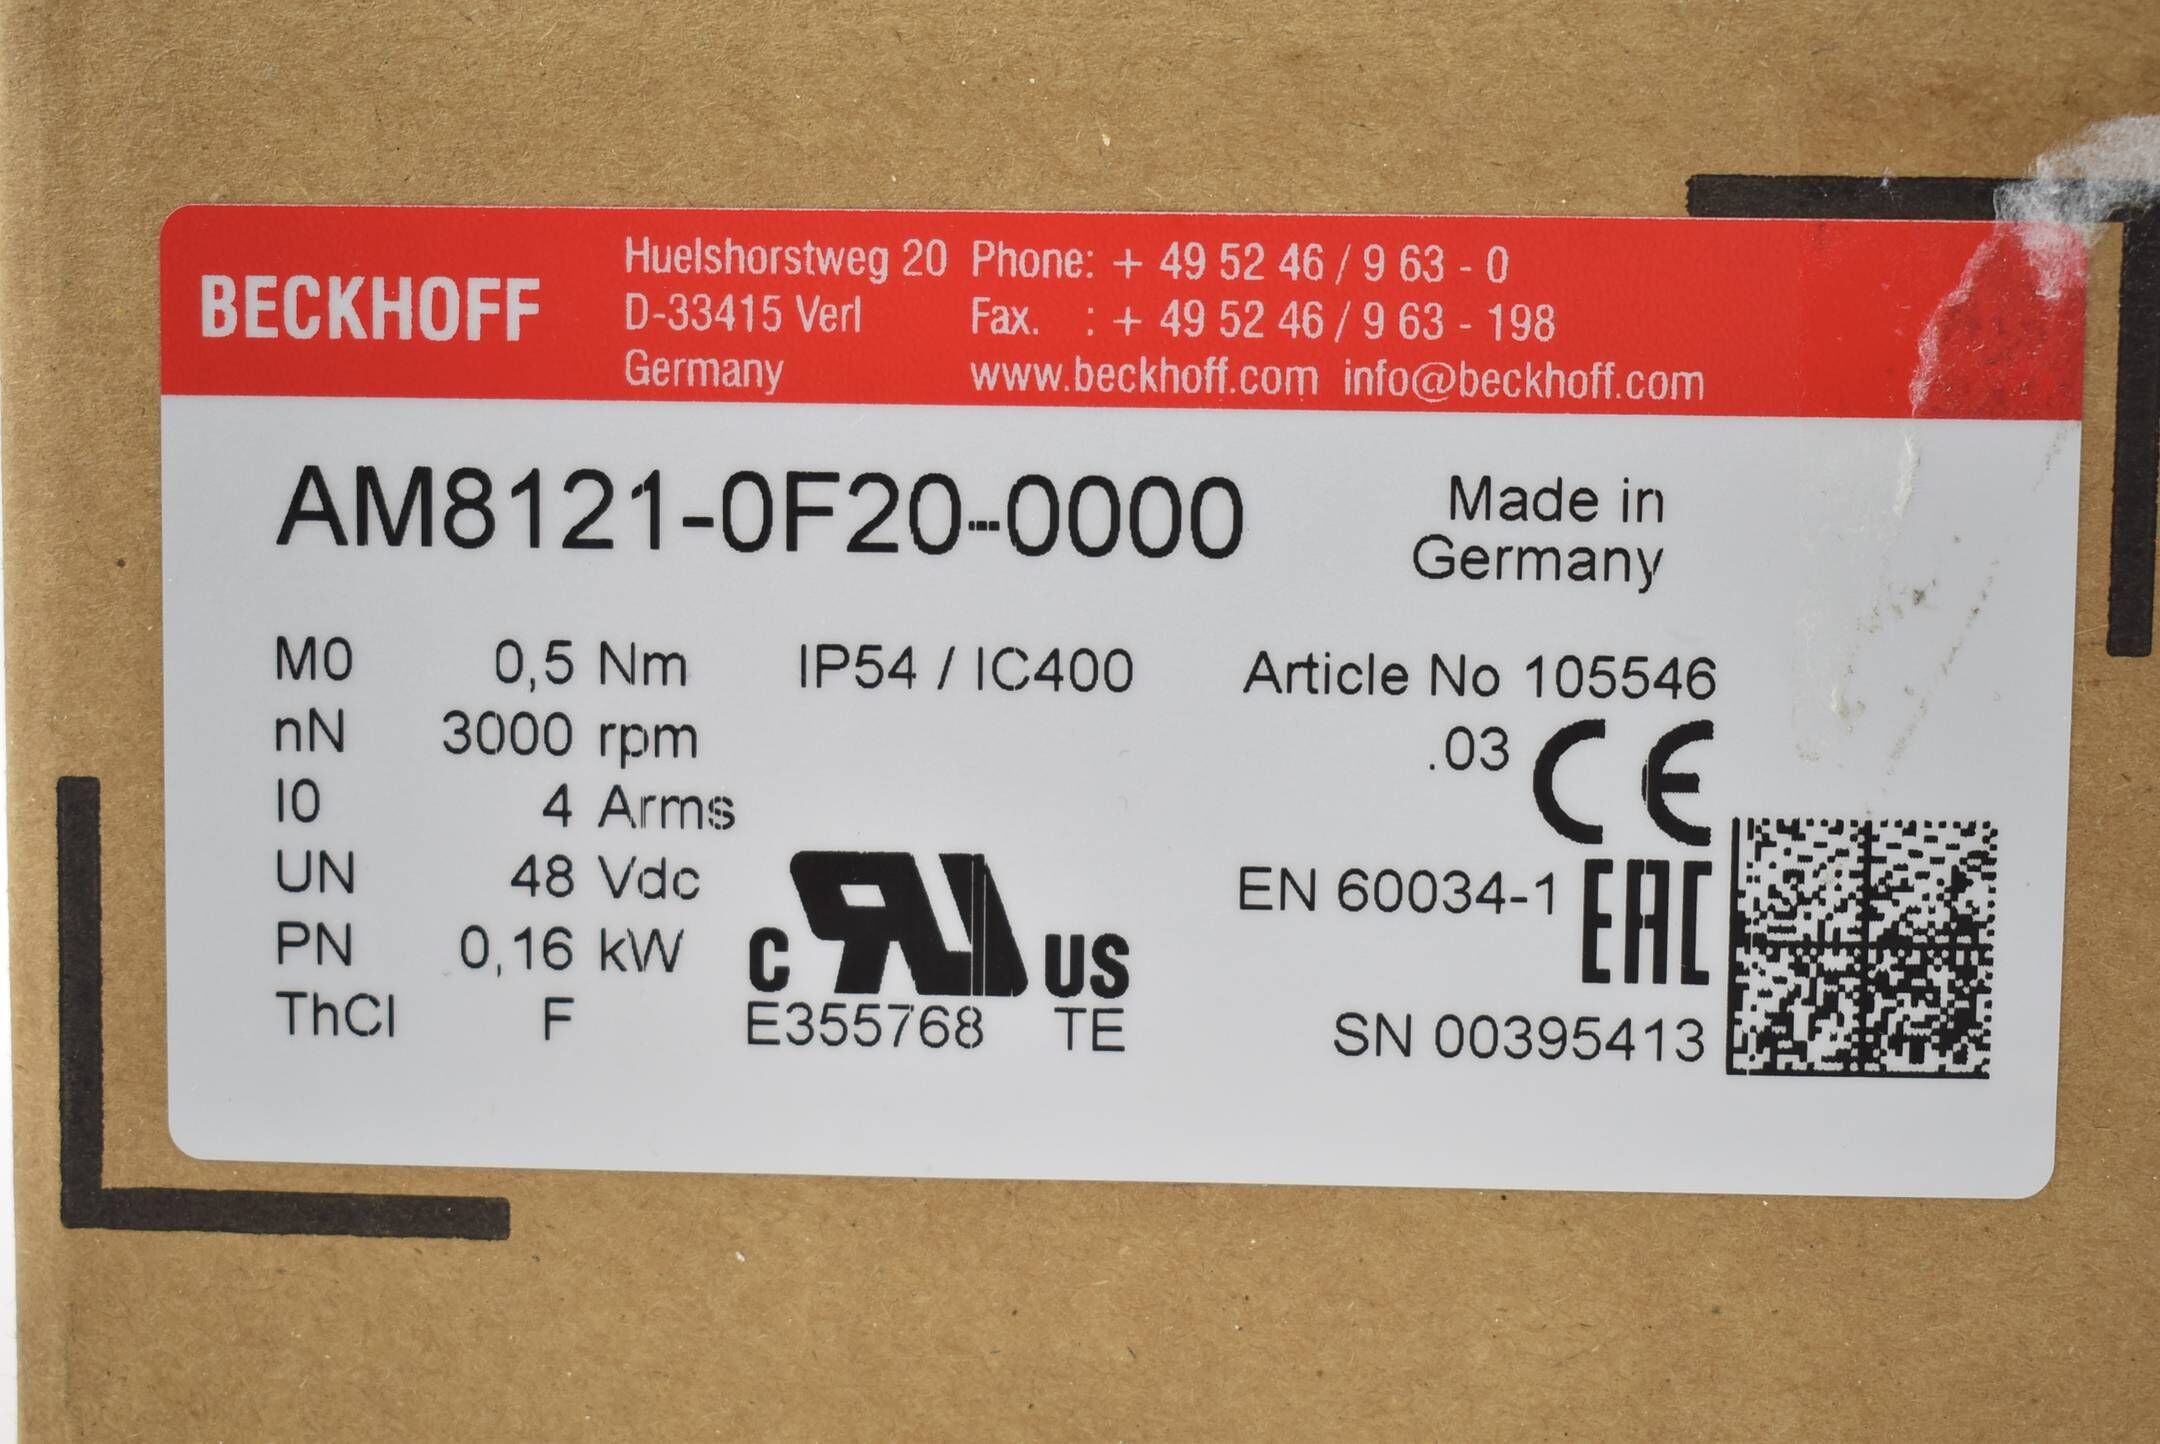 BECKHOFF
Huelshorstweg 20
D-33415 Verl
Germany
Phone: + 49 52 46 / 9 63 - 0
Fax. : + 49 52 46 / 9 63 - 198
www.beckhoff.com info@beckhoff.com
AM8121-0F20-0000
Made in
Germany
M0 0,5 Nm
nN 3000 rpm
I0 4 Arms
UN 48 Vdc
PN 0,16 kW
ThCl F
IP54 / IC400
c RU US
E355768 TE
Article No 105546
.03 CE
EN 60034-1 EAC
SN 00395413